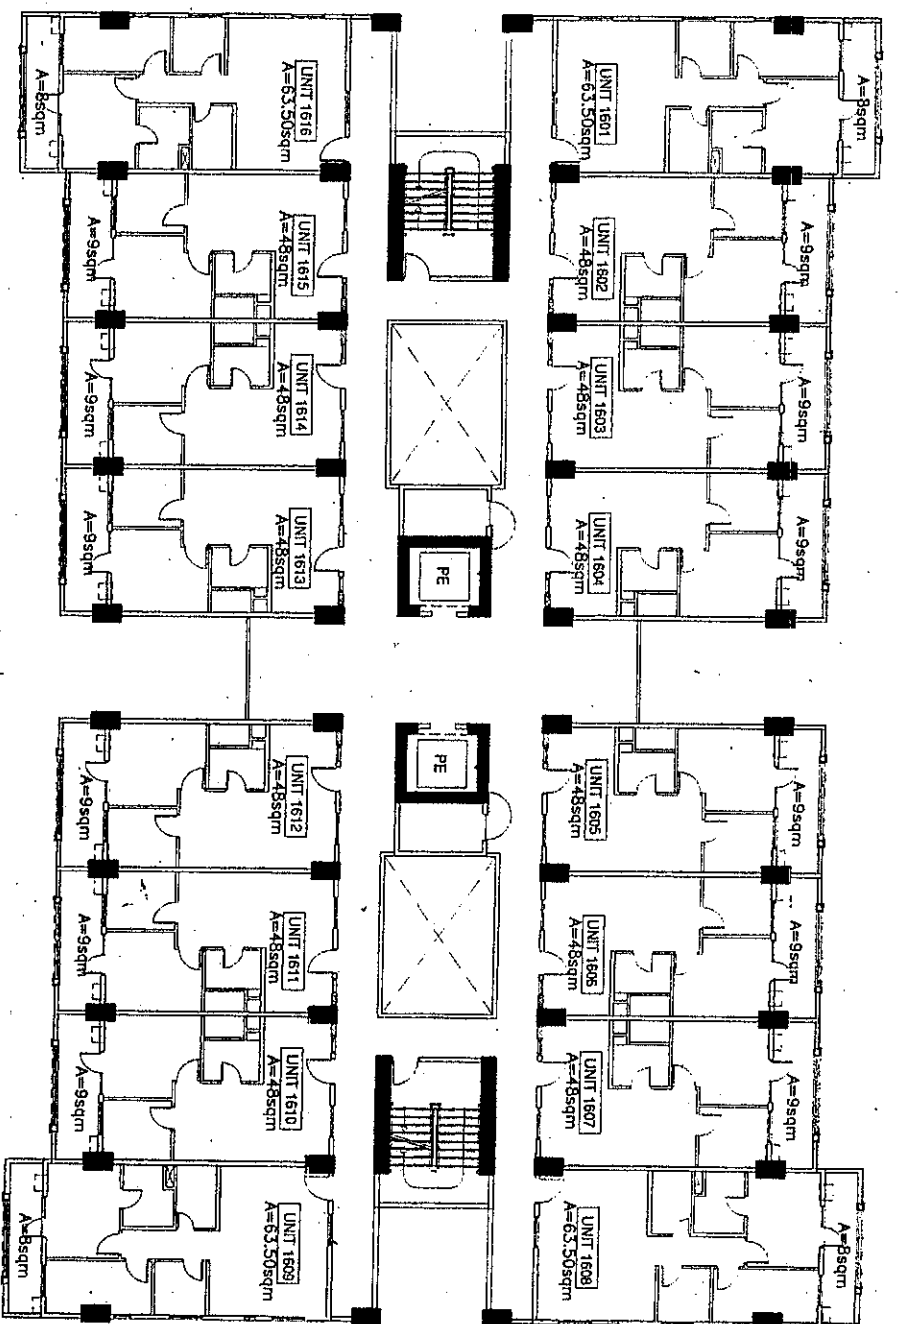 UNIT 1616
A=63.50sqm
A=8sqm
UNIT 1601
A=63.50sqm
A=8sqm
UNIT 1615
A=48sqm
A=9sqm
UNIT 1602
A=48sqm
A=9sqm
UNIT 1614
A=48sqm
A=9sqm
UNIT 1603
A=48sqm
A=9sqm
UNIT 1613
A=48sqm
A=9sqm
UNIT 1604
A=48sqm
A=9sqm
PE
PE
UNIT 1612
A=48sqm
A=9sqm
UNIT 1605
A=48sqm
A=9sqm
UNIT 1611
A=48sqm
A=9sqm
UNIT 1606
A=48sqm
A=9sqm
UNIT 1610
A=48sqm
A=9sqm
UNIT 1607
A=48sqm
A=9sqm
UNIT 1609
A=63.50sqm
A=8sqm
UNIT 1608
A=63.50sqm
A=8sqm